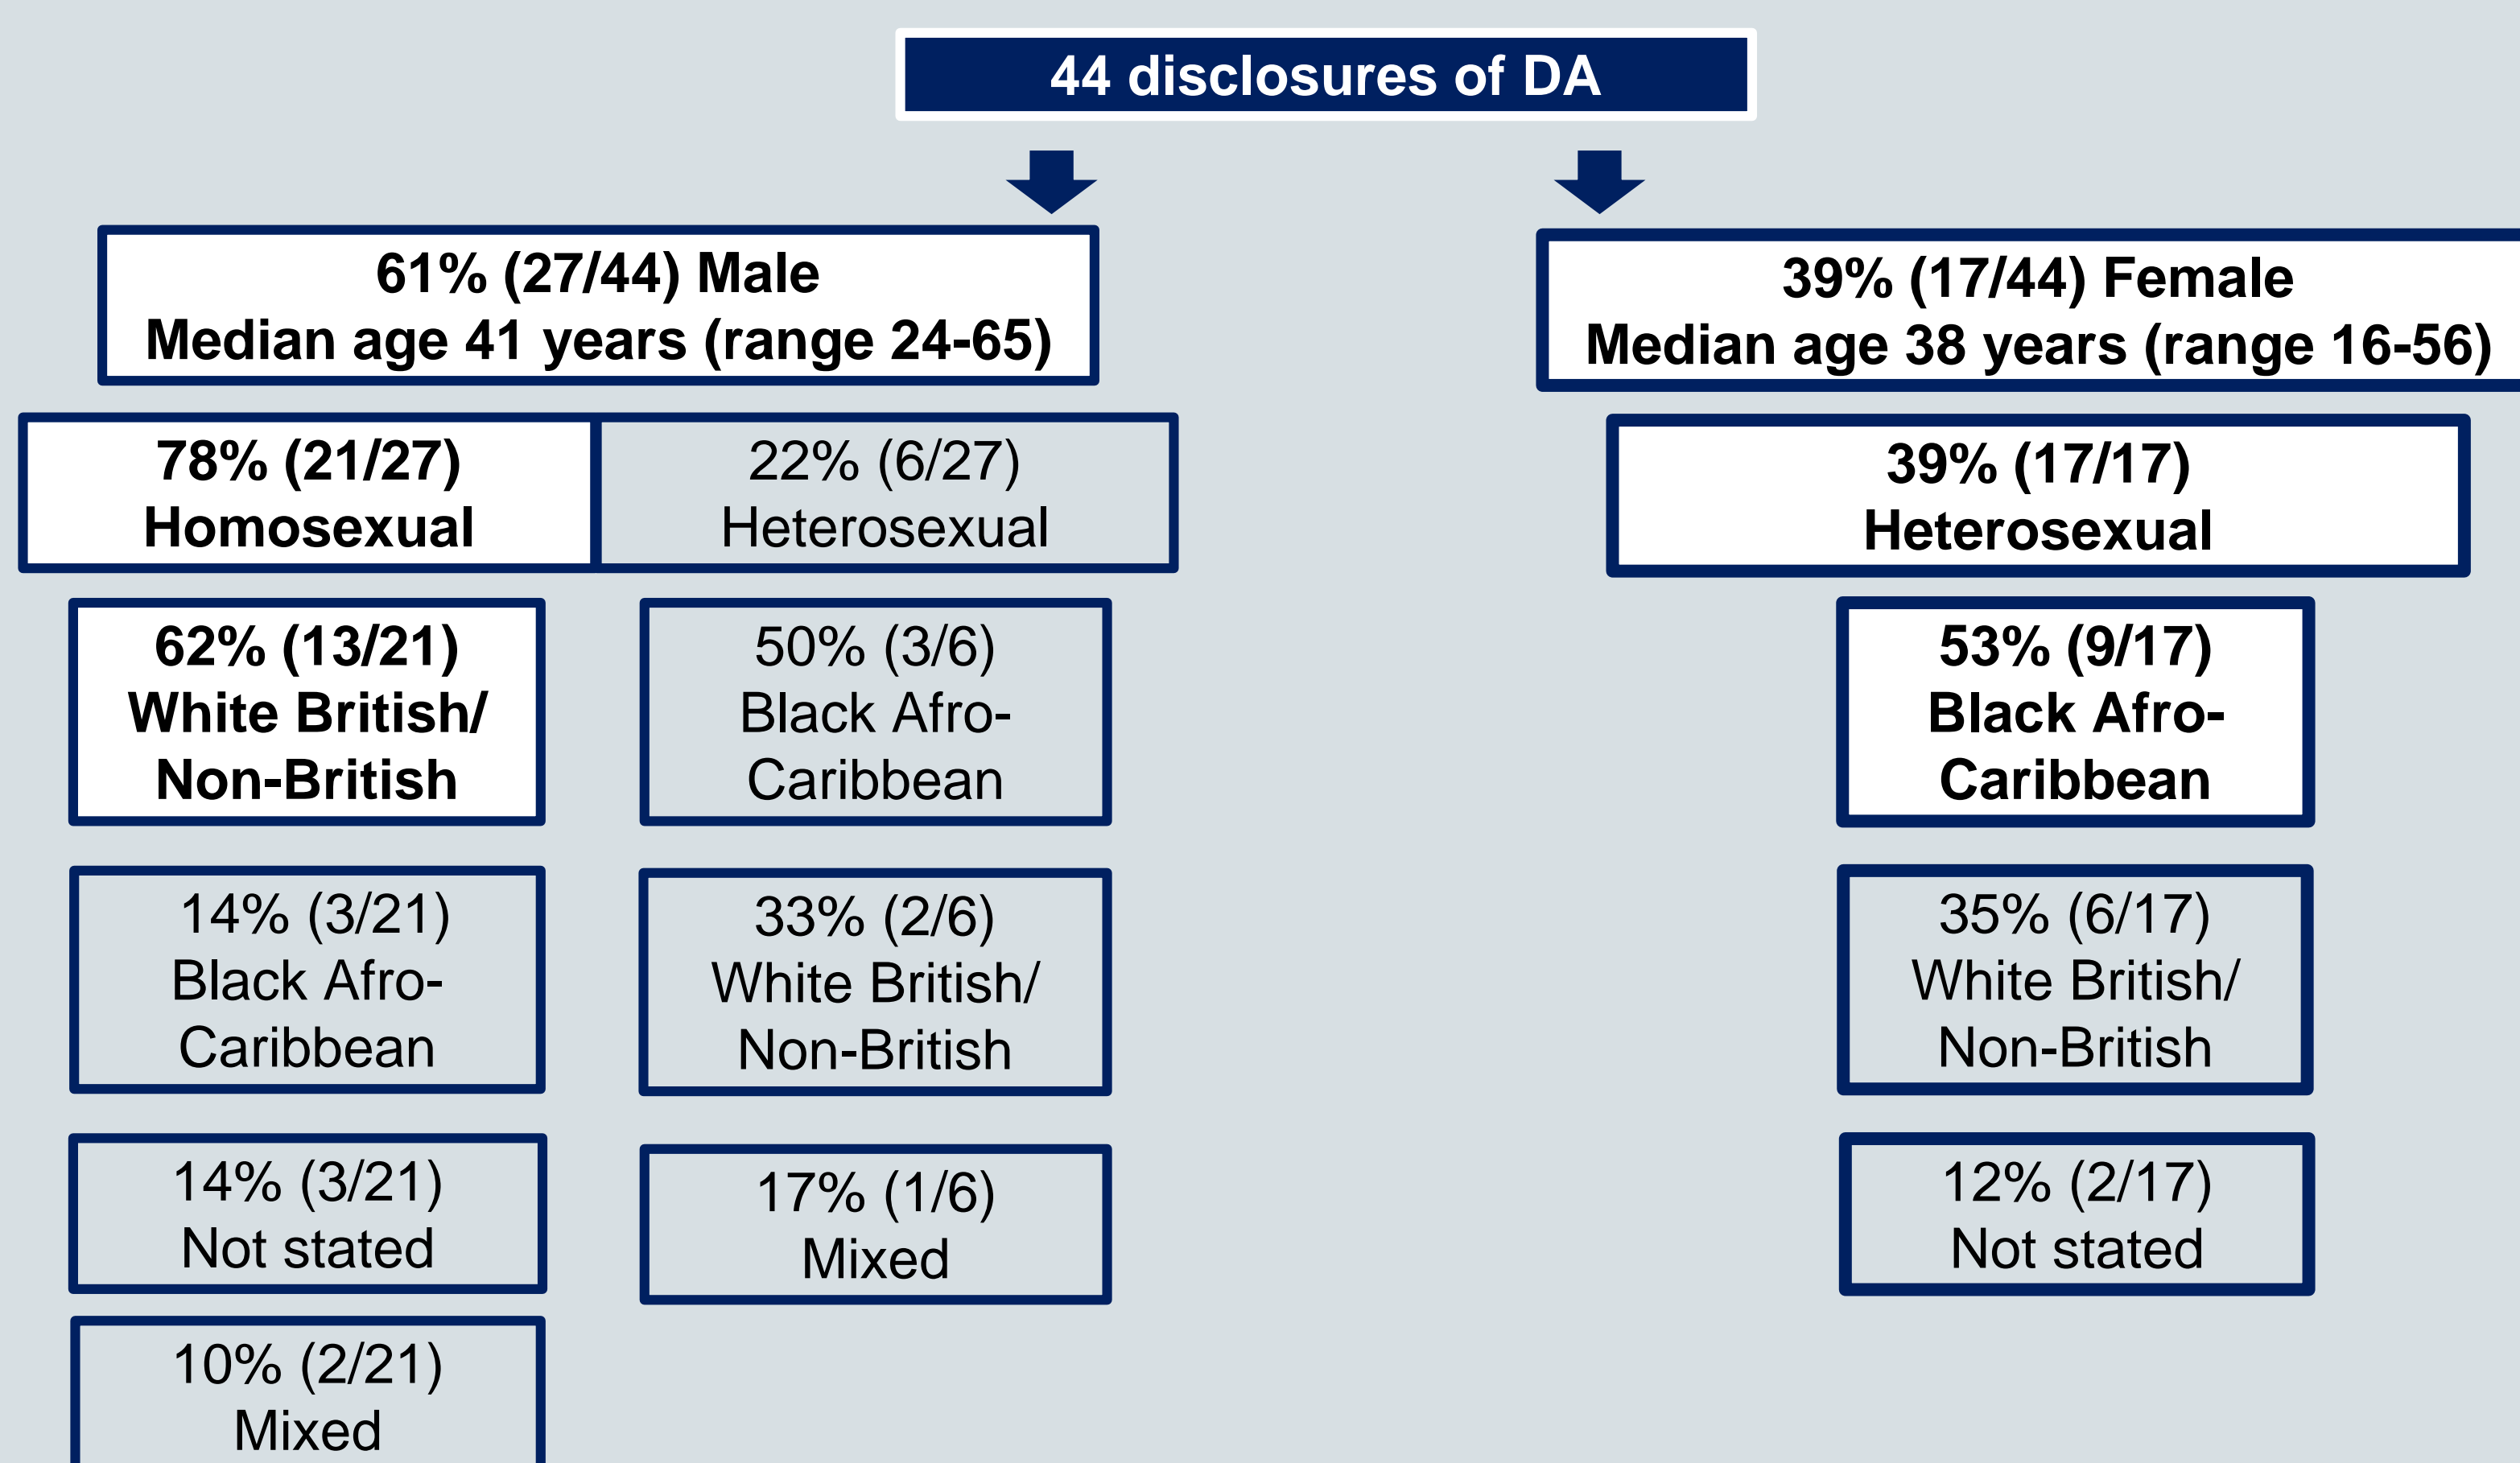 44 disclosures of DA
61% (27/44) Male
Median age 41 years (range 24-65)
39% (17/44) Female
Median age 38 years (range 16-56)
78% (21/27)
Homosexual
22% (6/27)
Heterosexual
39% (17/17)
Heterosexual
62% (13/21)
White British/
Non-British
50% (3/6)
Black Afro-
Caribbean
53% (9/17)
Black Afro-
Caribbean
14% (3/21)
Black Afro-
Caribbean
33% (2/6)
White British/
Non-British
35% (6/17)
White British/
Non-British
14% (3/21)
Not stated
17% (1/6)
Mixed
12% (2/17)
Not stated
10% (2/21)
Mixed